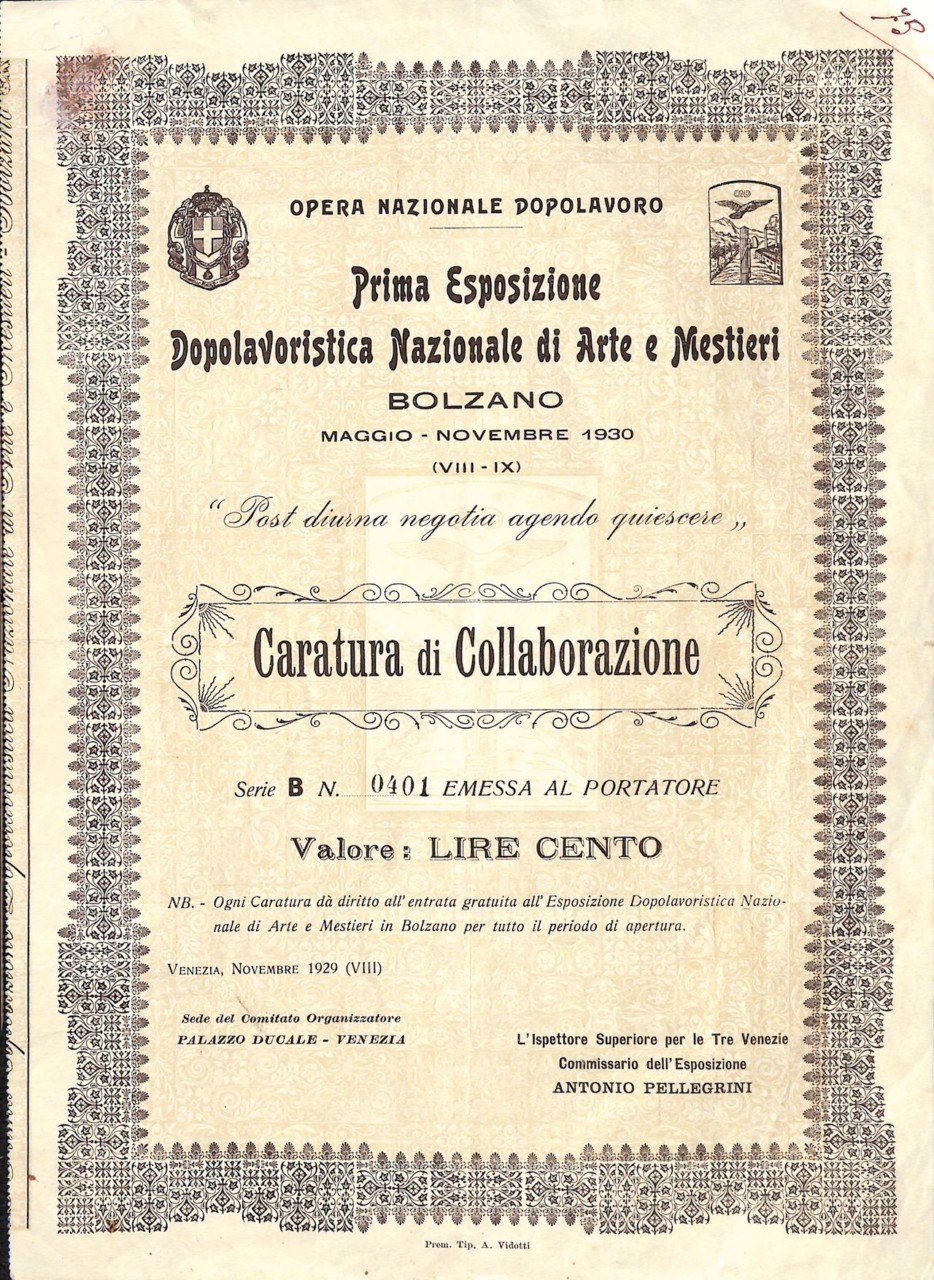 OPERA NAZIONALE DOPOLAVORO
OND
Prima Esposizione
Dopolavoristica Nazionale di Arte e Mestieri
BOLZANO
MAGGIO - NOVEMBRE 1930
(VIII - IX)
“Post diurna negotia agendo quiescere„
Caratura di Collaborazione
Serie B N. 0401 EMESSA AL PORTATORE
Valore: LIRE CENTO
NB. - Ogni Caratura dà diritto all'entrata gratuita all'Esposizione Dopolavoristica Nazio-
nale di Arte e Mestieri in Bolzano per tutto il periodo di apertura.
VENEZIA, NOVEMBRE 1929 (VIII)
Sede del Comitato Organizzatore
PALAZZO DUCALE - VENEZIA
L'Ispettore Superiore per le Tre Venezie
Commissario dell'Esposizione
ANTONIO PELLEGRINI
Prem. Tip. A. Vidotti